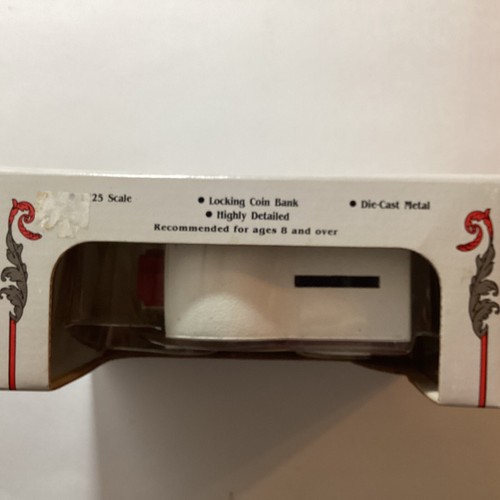 25 Scale ● Locking Coin Bank ● Die-Cast Metal
● Highly Detailed
Recommended for ages 8 and over